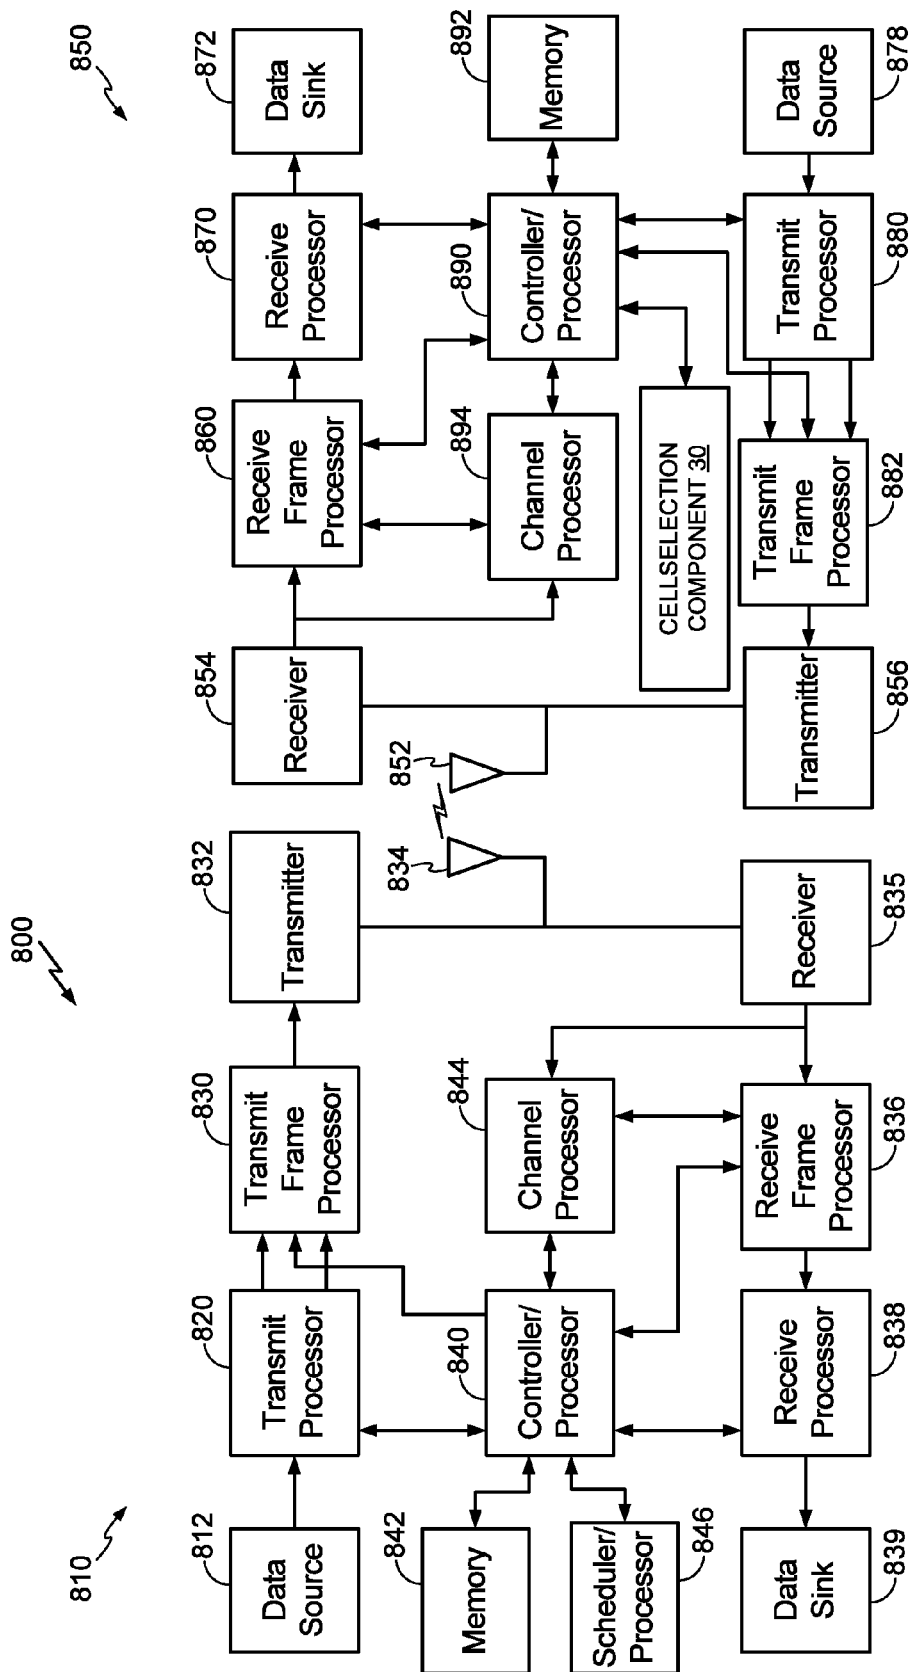 800
810
850
812
Data
Source
820
Transmit
Processor
830
Transmit
Frame
Processor
832
Transmitter
854
Receiver
860
Receive
Frame
Processor
870
Receive
Processor
872
Data
Sink
842
Memory
840
Controller/
Processor
844
Channel
Processor
834
852
894
Channel
Processor
890
Controller/
Processor
892
Memory
Scheduler/
Processor
846
CELLSELECTION
COMPONENT 30
Data
Sink
839
Receive
Processor
838
Receive
Frame
Processor
836
Receiver
835
Transmitter
856
Transmit
Frame
Processor
882
Transmit
Processor
880
Data
Source
878